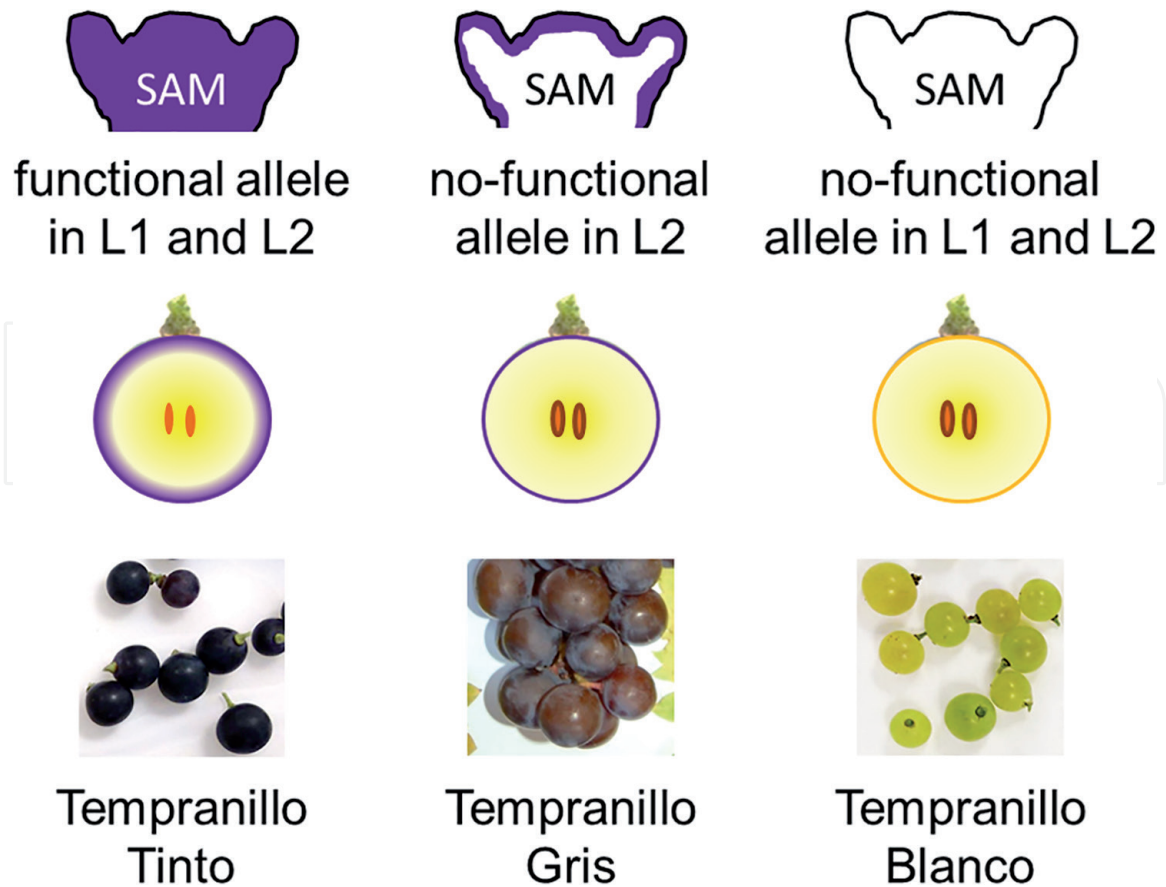 SAM SAM SAM
functional allele no-functional no-functional
in L1 and L2 allele in L2 allele in L1 and L2
Tempranillo Tempranillo Tempranillo
Tinto Gris Blanco